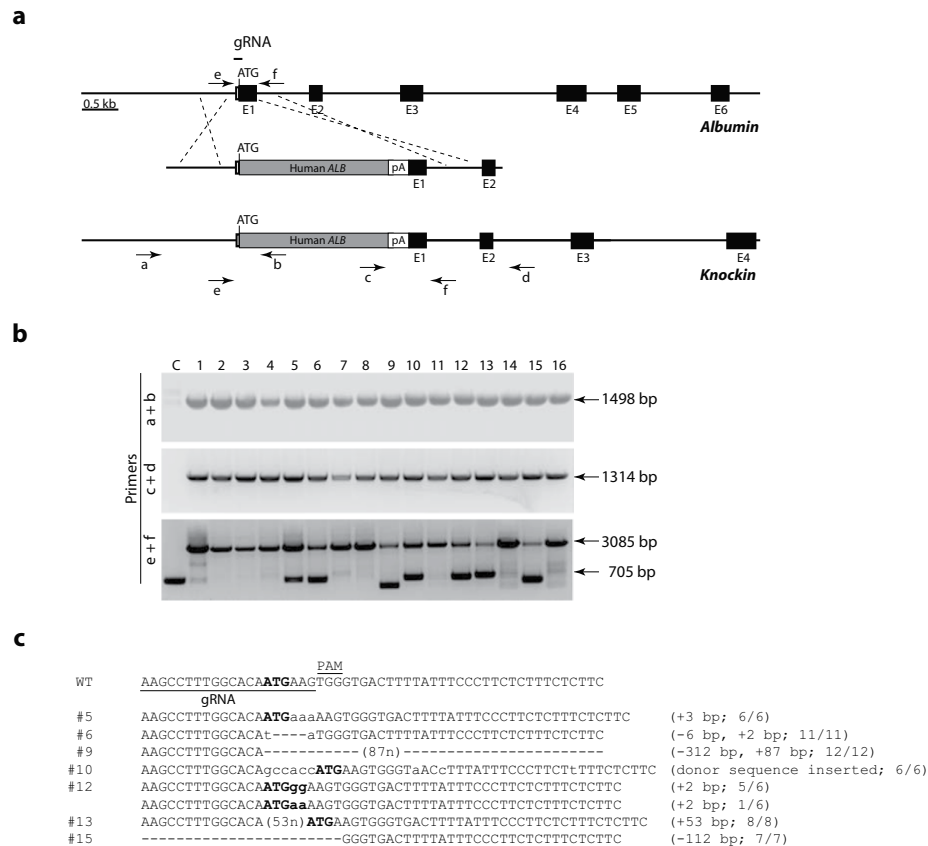 a
gRNA
e ATG f
0.5 kb E1 E2 E3 E4 E5 E6
Albumin
ATG
Human ALB pA
E1 E2
ATG
Human ALB pA
E1 E2 E3 E4
a b c d
Knockin
e f
b
C 1 2 3 4 5 6 7 8 9 10 11 12 13 14 15 16
Primers
a + b
1498 bp
c + d
1314 bp
e + f
3085 bp
705 bp
c
PAM
WT AAGCCTTTGGCACAATGAAGTGGGTGACTTTTATTTCCCTTCTCTTTCTCTTC
gRNA
#5 AAGCCTTTGGCACAATGaaaAAGTGGGTGACTTTTATTTCCCTTCTCTTTCTCTTC (+3 bp; 6/6)
#6 AAGCCTTTGGCACAt----aTGGGTGACTTTTATTTCCCTTCTCTTTCTCTTC (-6 bp, +2 bp; 11/11)
#9 AAGCCTTTGGCACA-----------(87n)----------------------- (-312 bp, +87 bp; 12/12)
#10 AAGCCTTTGGCACAgccaccATGAAGTGGGTaACcTTTATTTCCCTTCTtTTTCTCTTC (donor sequence inserted; 6/6)
#12 AAGCCTTTGGCACAATGggAAGTGGGTGACTTTTATTTCCCTTCTCTTTCTCTTC (+2 bp; 5/6)
AAGCCTTTGGCACAATGaaAAGTGGGTGACTTTTATTTCCCTTCTCTTTCTCTTC (+2 bp; 1/6)
#13 AAGCCTTTGGCACA(53n)ATGAAGTGGGTGACTTTTATTTCCCTTCTCTTTCTCTTC (+53 bp; 8/8)
#15 -----------------------GGGTGACTTTTATTTCCCTTCTCTTTCTCTTC (-112 bp; 7/7)